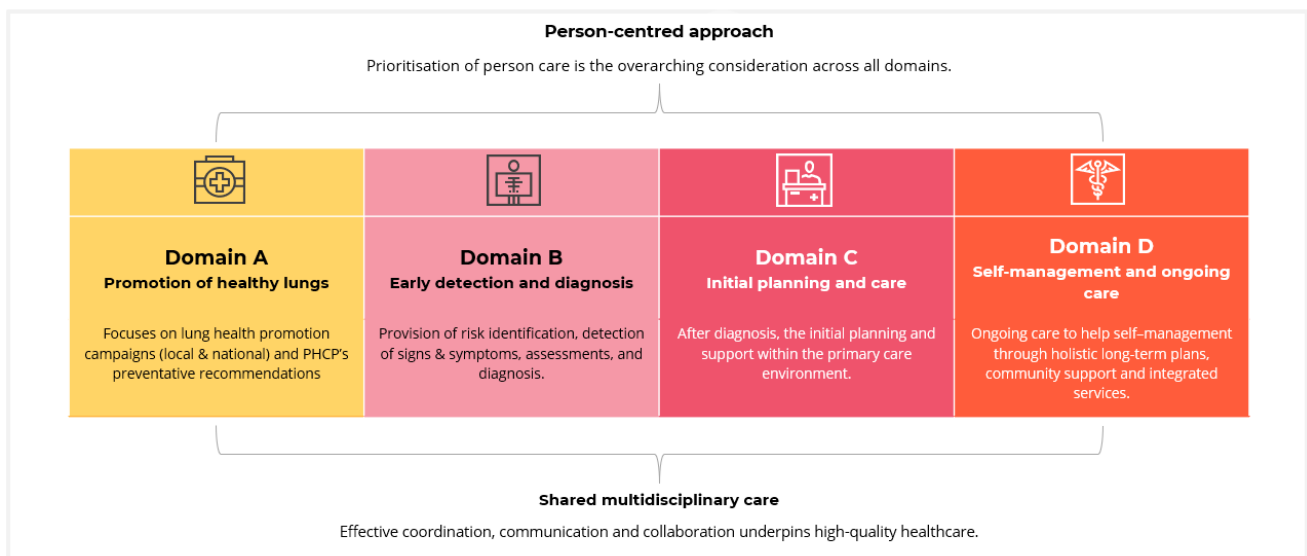 Person-centred approach
Prioritisation of person care is the overarching consideration across all domains.
Domain A
Promotion of healthy lungs
Focuses on lung health promotion
campaigns (local & national) and PHCP's
preventative recommendations
Domain B
Early detection and diagnosis
Provision of risk identification, detection
of signs & symptoms, assessments, and
diagnosis.
Domain C
Initial planning and care
After diagnosis, the initial planning and
support within the primary care
environment.
Domain D
Self-management and ongoing
care
Ongoing care to help self–management
through holistic long-term plans,
community support and integrated
services.
Shared multidisciplinary care
Effective coordination, communication and collaboration underpins high-quality healthcare.